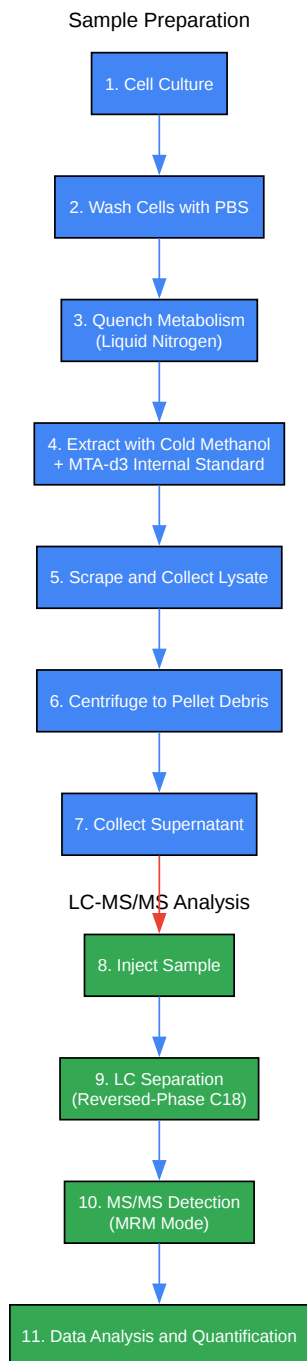 Sample Preparation
1. Cell Culture
2. Wash Cells with PBS
3. Quench Metabolism
(Liquid Nitrogen)
4. Extract with Cold Methanol
+ MTA-d3 Internal Standard
5. Scrape and Collect Lysate
6. Centrifuge to Pellet Debris
7. Collect Supernatant
LC-MS/MS Analysis
8. Inject Sample
9. LC Separation
(Reversed-Phase C18)
10. MS/MS Detection
(MRM Mode)
11. Data Analysis and Quantification